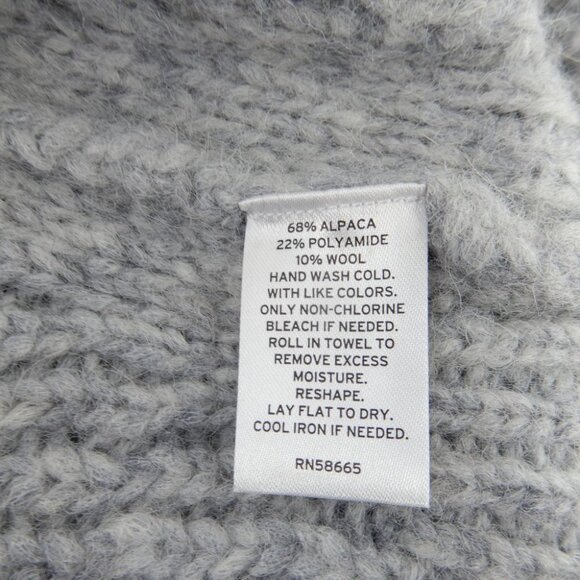 68% ALPACA
22% POLYAMIDE
10% WOOL
HAND WASH COLD.
WITH LIKE COLORS.
ONLY NON-CHLORINE
BLEACH IF NEEDED.
ROLL IN TOWEL TO
REMOVE EXCESS
MOISTURE.
RESHAPE.
LAY FLAT TO DRY.
COOL IRON IF NEEDED.
RN58665